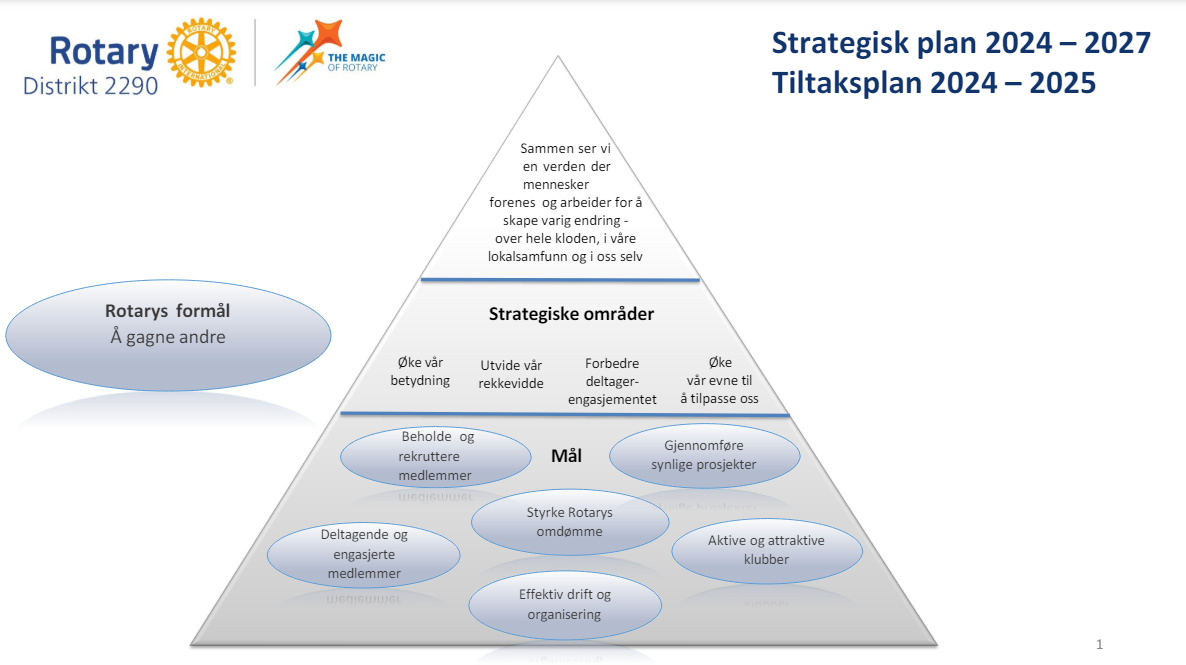 Rotary
Distrikt 2290
ROTARY
INTERNATIONAL
THE MAGIC
OF ROTARY
Strategisk plan 2024 – 2027
Tiltaksplan 2024 – 2025
Sammen ser vi
en verden der
mennesker
forenes og arbeider for å
skape varig endring -
over hele kloden, i våre
lokalsamfunn og i oss selv
Rotarys formål
Å gagne andre
Strategiske områder
Øke vår
betydning
Utvide vår
rekkevidde
Forbedre
deltager-
engasjementet
Øke
vår evne til
å tilpasse oss
Mål
Beholde og
rekruttere
medlemmer
Gjennomføre
synlige prosjekter
Styrke Rotarys
omdømme
Deltagende og
engasjerte
medlemmer
Aktive og attraktive
klubber
Effektiv drift og
organisering
1